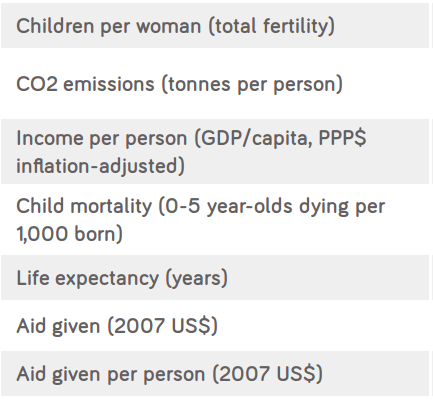 Children per woman (total fertility)
CO2 emissions (tonnes per person)
Income per person (GDP/capita, PPP$
inflation-adjusted)
Child mortality (0-5 year-olds dying per
1,000 born)
Life expectancy (years)
Aid given (2007 US$)
Aid given per person (2007 US$)